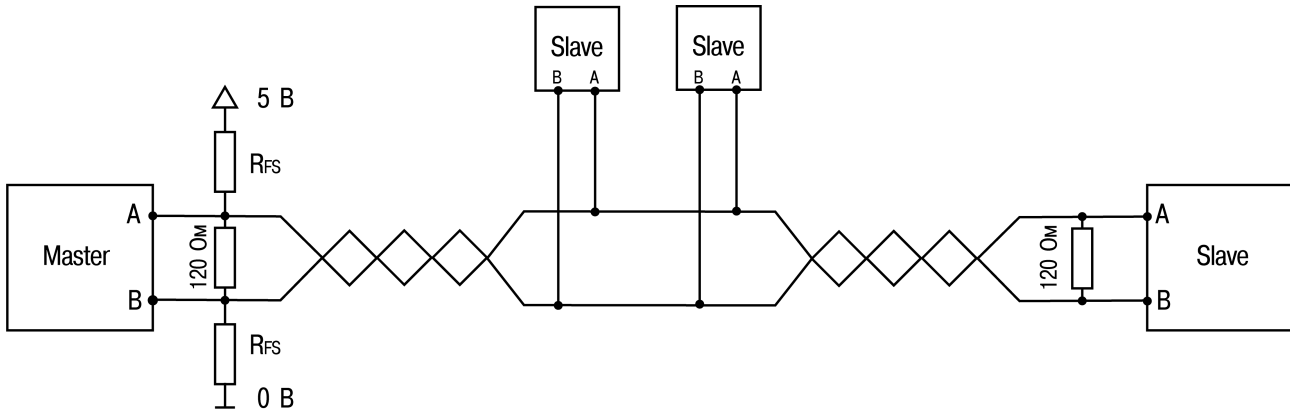 Slave
B A
Slave
B A
5 В
RFS
A
120 Ом
Master
B
RFS
0 В
A
120 Ом
Slave
B